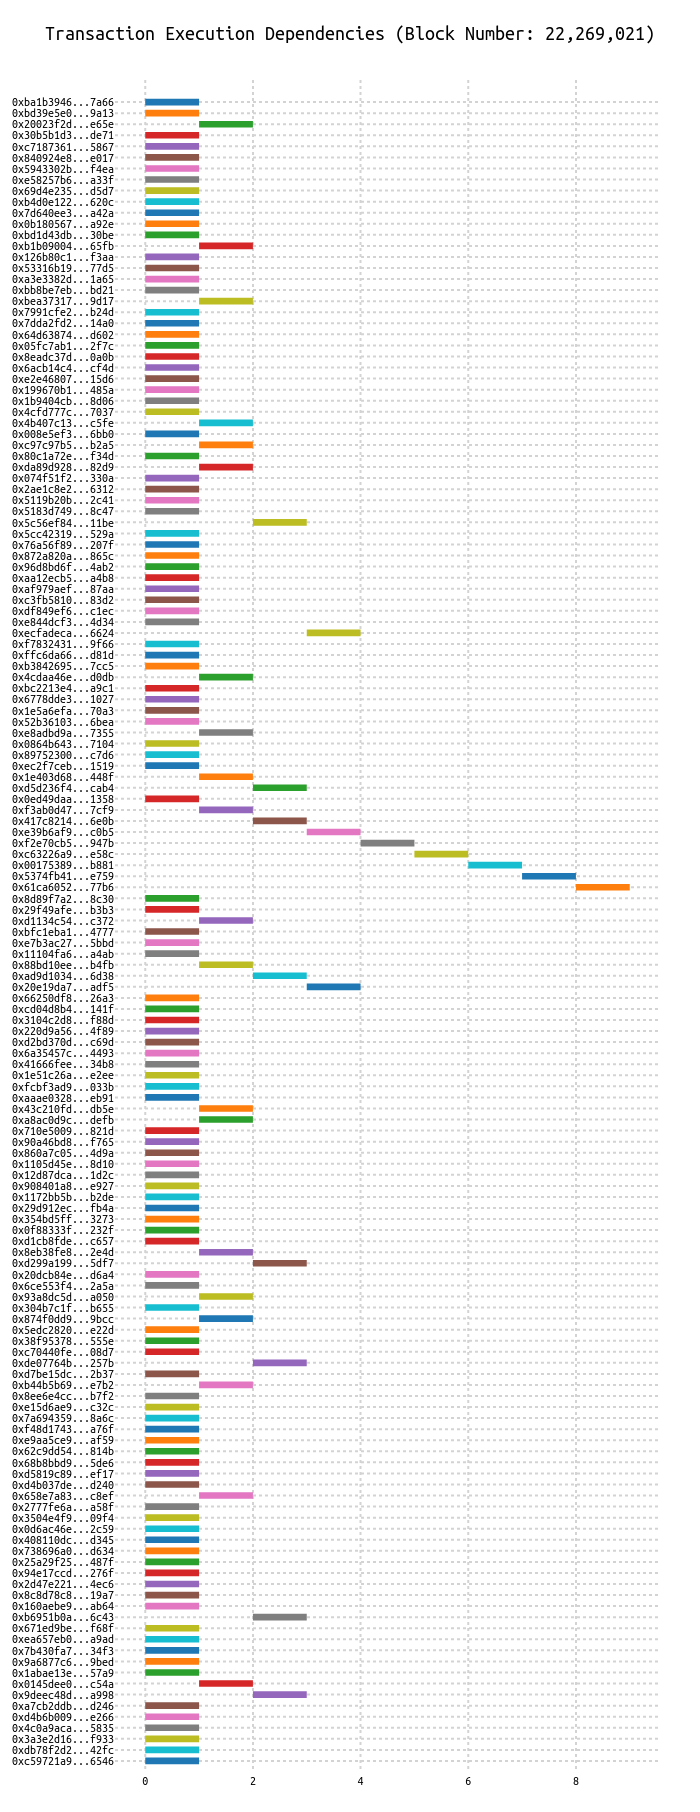 Transaction Execution Dependencies (Block Number: 22,269,021)
0xba1b3946...7a66
0xbd39e5e0...9a13
0x20023f2d...e65e
0x30b5b1d3...de71
0xc7187361...5867
0x840924e8...e017
0x5943302b...f4ea
0xe58257b6...a33f
0x69d4e235...d5d7
0xb4d0e122...620c
0x7d640ee3...a42a
0x0b180567...a92e
0xbd1d43db...30be
0xb1b09004...65fb
0x126b80c1...f3aa
0x53316b19...77d5
0xa3e3382d...1a65
0xbb8be7eb...bd21
0xbea37317...9d17
0x7991cfe2...b24d
0x7dda2fd2...14a0
0x64d63874...d602
0x05fc7ab1...2f7c
0x8eadc37d...0a0b
0x6acb14c4...cf4d
0xe2e46807...15d6
0x199670b1...485a
0x1b9404cb...8d06
0x4cfd777c...7037
0x4b407c13...c5fe
0x008e5ef3...6bb0
0xc97c97b5...b2a5
0x80c1a72e...f34d
0xda89d928...82d9
0x074f51f2...330a
0x2ae1c8e2...6312
0x5119b20b...2c41
0x5183d749...8c47
0x5c56ef84...11be
0x5cc42319...529a
0x76a56f89...207f
0x872a820a...865c
0x96d8bd6f...4ab2
0xaa12ecb5...a4b8
0xaf979aef...87aa
0xc3fb5810...83d2
0xdf849ef6...c1ec
0xe844dcf3...4d34
0xecfadeca...6624
0xf7832431...9f66
0xffc6da66...d81d
0xb3842695...7cc5
0x4cdaa46e...d0db
0xbc2213e4...a9c1
0x6778dde3...1027
0x1e5a6efa...70a3
0x52b36103...6bea
0xe8adbd9a...7355
0x0864b643...7104
0x89752300...c7d6
0xec2f7ceb...1519
0x1e403d68...448f
0xd5d236f4...cab4
0x0ed49daa...1358
0xf3ab0d47...7cf9
0x417c8214...6e0b
0xe39b6af9...c0b5
0xf2e70cb5...947b
0xc63226a9...e58c
0x00175389...b881
0x5374fb41...e759
0x61ca6052...77b6
0x8d89f7a2...8c30
0x29f49afe...b3b3
0xd1134c54...c372
0xbfc1eba1...4777
0xe7b3ac27...5bbd
0x11104fa6...a4ab
0x88bd10ee...b4fb
0xad9d1034...6d38
0x20e19da7...adf5
0x66250df8...26a3
0xcd04d8b4...141f
0x3104c2d8...f88d
0x220d9a56...4f89
0xd2bd370d...c69d
0x6a35457c...4493
0x41666fee...34b8
0x1e51c26a...e2ee
0xfcbf3ad9...033b
0xaaae0328...eb91
0x43c210fd...db5e
0xa8ac0d9c...defb
0x710e5009...821d
0x90a46bd8...f765
0x860a7c05...4d9a
0x1105d45e...8d10
0x12d87dca...1d2c
0x908401a8...e927
0x1172bb5b...b2de
0x29d912ec...fb4a
0x354bd5ff...3273
0x0f88333f...232f
0xd1cb8fde...c657
0x8eb38fe8...2e4d
0xd299a199...5df7
0x20dcb84e...d6a4
0x6ce553f4...2a5a
0x93a8dc5d...a050
0x304b7c1f...b655
0x874f0dd9...9bcc
0x5edc2820...e22d
0x38f95378...555e
0xc70440fe...08d7
0xde07764b...257b
0xd7be15dc...2b37
0xb44b5b69...e7b2
0x8ee6e4cc...b7f2
0xe15d6ae9...c32c
0x7a694359...8a6c
0xf48d1743...a76f
0xe9aa5ce9...af59
0x62c9dd54...814b
0x68b8bbd9...5de6
0xd5819c89...ef17
0xd4b037de...d240
0x658e7a83...c8ef
0x2777fe6a...a58f
0x3504e4f9...09f4
0x0d6ac46e...2c59
0x408110dc...d345
0x738696a0...d634
0x25a29f25...487f
0x94e17ccd...276f
0x2d47e221...4ec6
0x8c8d78c8...19a7
0x160aebe9...ab64
0xb6951b0a...6c43
0x671ed9be...f68f
0xea657eb0...a9ad
0x7b430fa7...34f3
0x9a6877c6...9bed
0x1abae13e...57a9
0x0145dee0...c54a
0x9deec48d...a998
0xa7cb2ddb...d246
0xd4b6b009...e266
0x4c0a9aca...5835
0x3a3e2d16...f933
0xdb78f2d2...42fc
0xc59721a9...6546
0 2 4 6 8